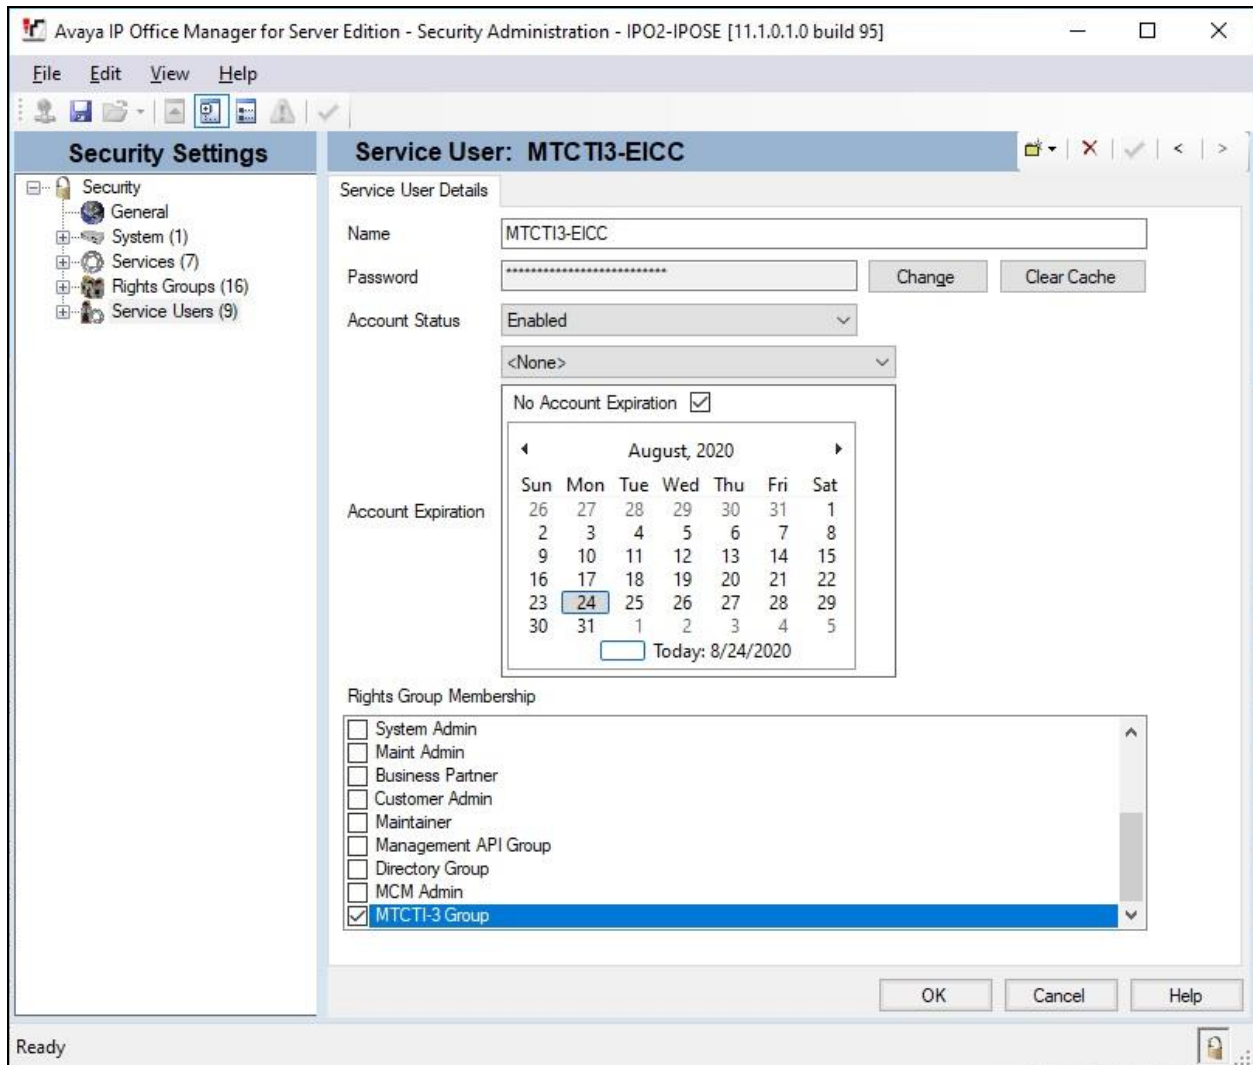 Avaya IP Office Manager for Server Edition - Security Administration - IPO2-IPOSE [11.1.0.1.0 build 95]
File Edit View Help
Security Settings
Security
General
System (1)
Services (7)
Rights Groups (16)
Service Users (9)
Service User: MTCTI3-EICC
Service User Details
Name MTCTI3-EICC
Password ************************** Change Clear Cache
Account Status Enabled
<None>
No Account Expiration
August, 2020
Sun Mon Tue Wed Thu Fri Sat
26 27 28 29 30 31 1
2 3 4 5 6 7 8
Account Expiration
9 10 11 12 13 14 15
16 17 18 19 20 21 22
23 24 25 26 27 28 29
30 31 1 2 3 4 5
Today: 8/24/2020
Rights Group Membership
System Admin
Maint Admin
Business Partner
Customer Admin
Maintainer
Management API Group
Directory Group
MCM Admin
MTCTI-3 Group
OK Cancel Help
Ready